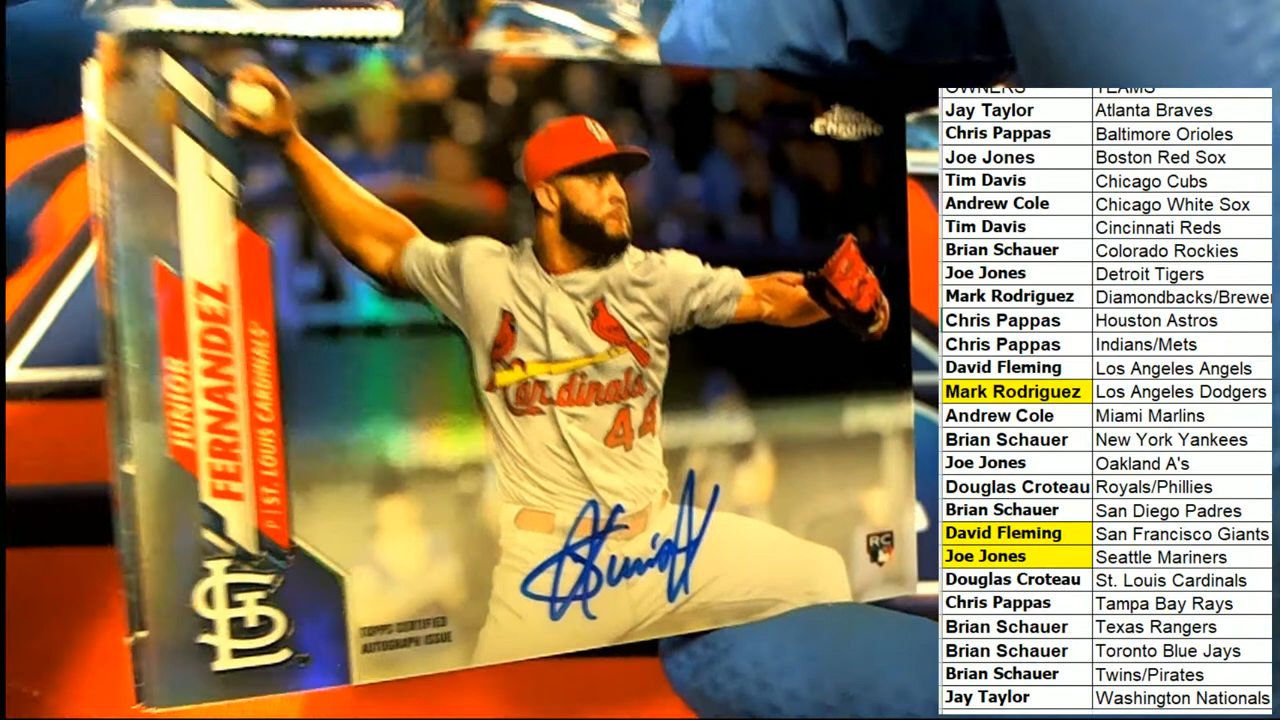 JUNIOR
FERNANDEZ
P | ST. LOUIS CARDINALS
Chrome
Cardinals
44
RC
STL
TOPPS CERTIFIED
AUTOGRAPH ISSUE
OWNERS TEAMS
Jay Taylor Atlanta Braves
Chris Pappas Baltimore Orioles
Joe Jones Boston Red Sox
Tim Davis Chicago Cubs
Andrew Cole Chicago White Sox
Tim Davis Cincinnati Reds
Brian Schauer Colorado Rockies
Joe Jones Detroit Tigers
Mark Rodriguez Diamondbacks/Brewer
Chris Pappas Houston Astros
Chris Pappas Indians/Mets
David Fleming Los Angeles Angels
Mark Rodriguez Los Angeles Dodgers
Andrew Cole Miami Marlins
Brian Schauer New York Yankees
Joe Jones Oakland A's
Douglas Croteau Royals/Phillies
Brian Schauer San Diego Padres
David Fleming San Francisco Giants
Joe Jones Seattle Mariners
Douglas Croteau St. Louis Cardinals
Chris Pappas Tampa Bay Rays
Brian Schauer Texas Rangers
Brian Schauer Toronto Blue Jays
Brian Schauer Twins/Pirates
Jay Taylor Washington Nationals